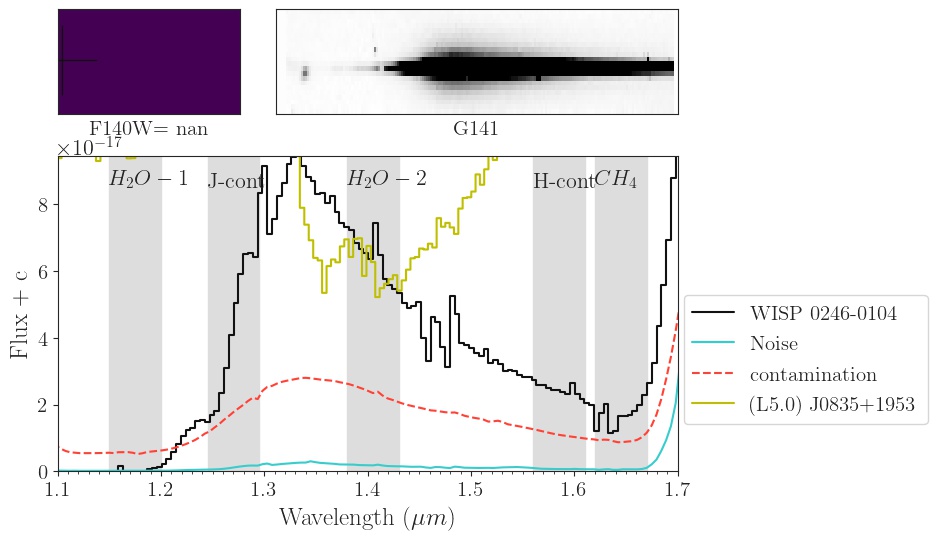 F140W= nan
G141
×10⁻¹⁷
H₂O − 1
J-cont
H₂O − 2
H-cont
CH₄
8
6
4
2
0
Flux + c
1.1 1.2 1.3 1.4 1.5 1.6 1.7
Wavelength (μm)
WISP 0246-0104
Noise
contamination
(L5.0) J0835+1953